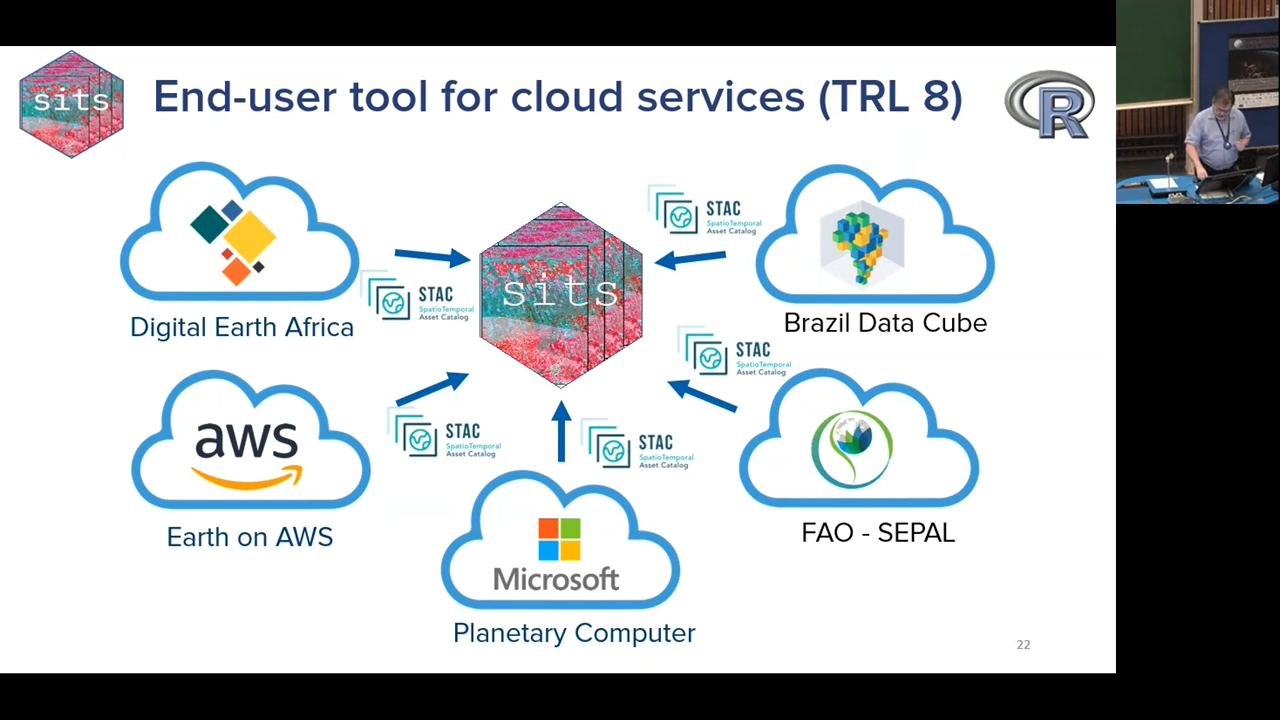 sits
End-user tool for cloud services (TRL 8)
R
STAC
SpatioTemporal
Asset Catalog
sits
STAC
SpatioTemporal
Asset Catalog
Digital Earth Africa
Brazil Data Cube
STAC
SpatioTemporal
Asset Catalog
aws
STAC
SpatioTemporal
Asset Catalog
STAC
SpatioTemporal
Asset Catalog
Earth on AWS
FAO - SEPAL
Microsoft
Planetary Computer
22